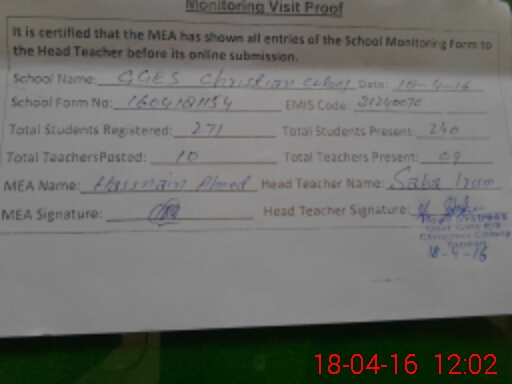 Monitoring Visit Proof
It is certified that the MEA has shown all entries of the School Monitoring Form to
the Head Teacher before its online submission.
School Name: GGES Christian Colony Date: 18-4-16
School Form No: EMIS Code: 31240070
Total Students Registered: 271 Total Students Present: 240
Total TeachersPosted: 10 Total Teachers Present: 09
MEA Name: Hasnain Ahmed Head Teacher Name: Saba Irum
MEA Signature: Head Teacher Signature:
Christian Colony
18-4-16
18-04-16 12:02